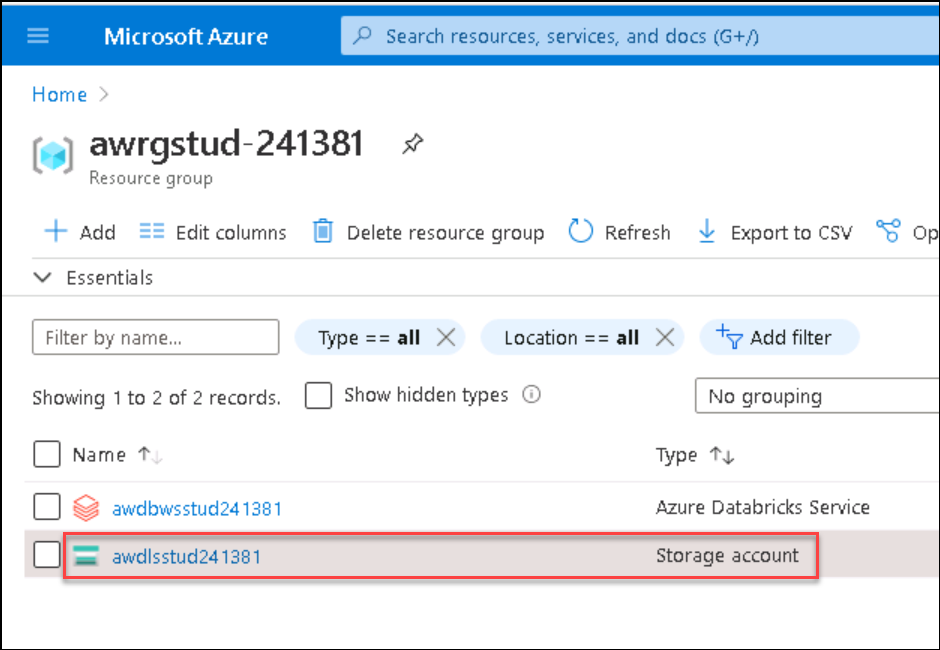 Microsoft Azure
Search resources, services, and docs (G+/)
Home
awrgstud-241381
Resource group
Add Edit columns Delete resource group Refresh Export to CSV Op
Essentials
Filter by name... Type == all Location == all Add filter
Showing 1 to 2 of 2 records. Show hidden types No grouping
Name Type
awdbwsstud241381 Azure Databricks Service
awdlsstud241381 Storage account